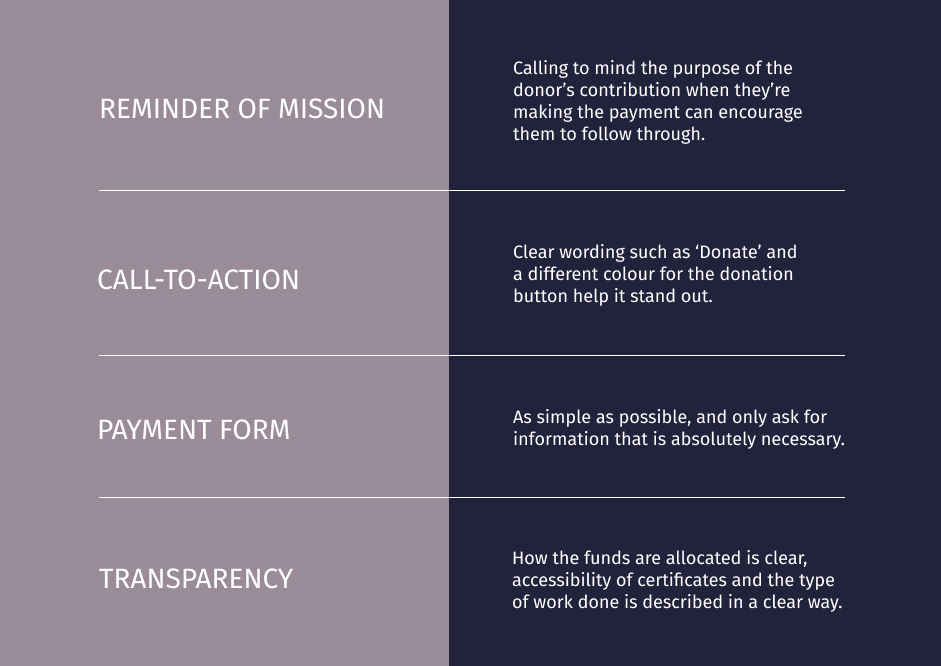 REMINDER OF MISSION
Calling to mind the purpose of the
donor’s contribution when they’re
making the payment can encourage
them to follow through.
CALL-TO-ACTION
Clear wording such as ‘Donate’ and
a different colour for the donation
button help it stand out.
PAYMENT FORM
As simple as possible, and only ask for
information that is absolutely necessary.
TRANSPARENCY
How the funds are allocated is clear,
accessibility of certificates and the type
of work done is described in a clear way.